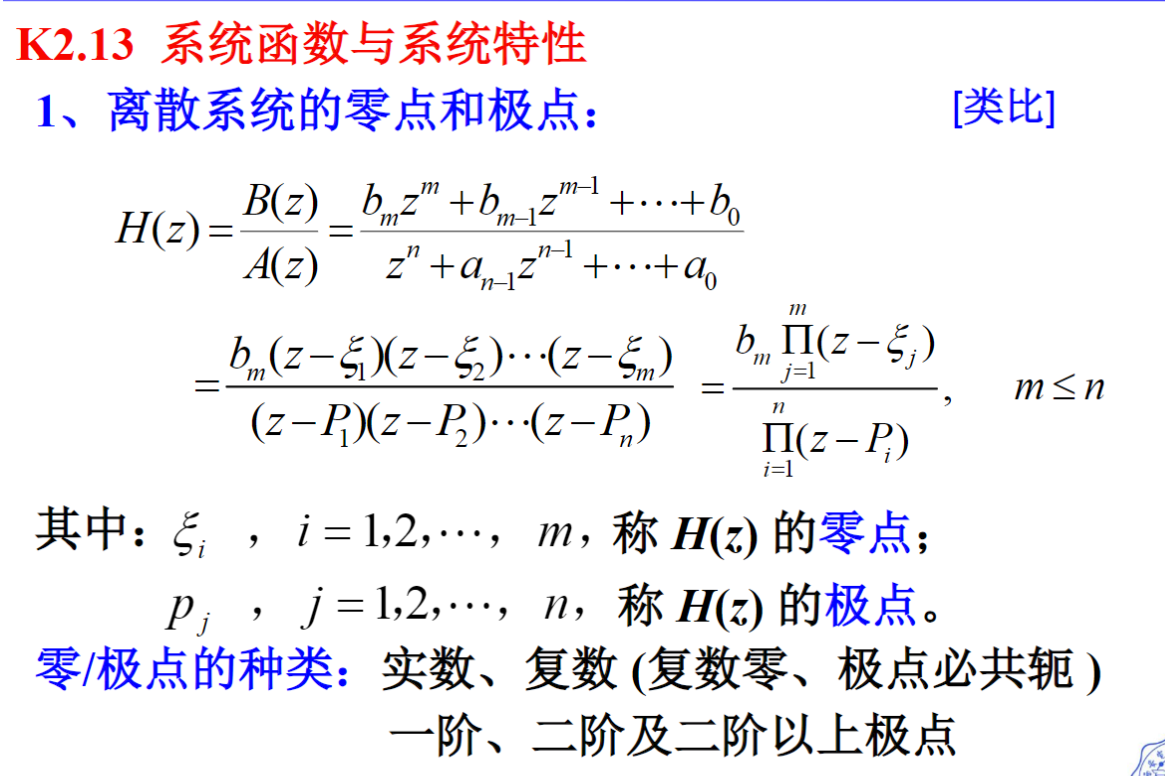 K2.13 系统函数与系统特性
1、离散系统的零点和极点： [类比]
H(z) = \frac{B(z)}{A(z)} = \frac{b_m z^m + b_{m-1} z^{m-1} + \cdots + b_0}{z^n + a_{n-1} z^{n-1} + \cdots + a_0}
= \frac{b_m (z - \xi_1)(z - \xi_2) \cdots (z - \xi_m)}{(z - P_1)(z - P_2) \cdots (z - P_n)} = \frac{b_m \prod_{j=1}^{m} (z - \xi_j)}{\prod_{i=1}^{n} (z - P_i)}, m \leq n
其中：ξ_i ，i = 1,2,⋯，m，称 H(z) 的零点；
p_j ，j = 1,2,⋯，n，称 H(z) 的极点。
零/极点的种类：实数、复数 (复数零、极点必共轭 )
一阶、二阶及二阶以上极点